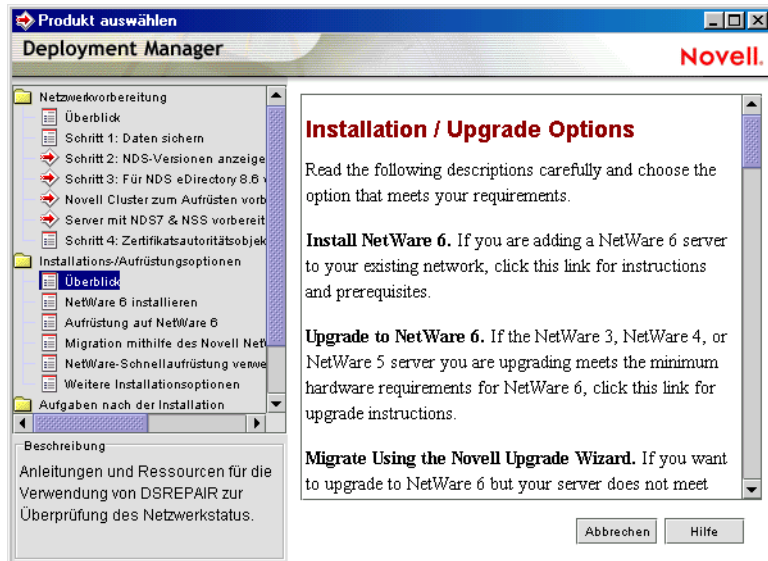 Produkt auswählen
Deployment Manager
Novell.
Netzwerkvorbereitung
Überblick
Schritt 1: Daten sichern
Schritt 2: NDS-Versionen anzeige
Schritt 3: Für NDS eDirectory 8.6 v
Novell Cluster zum Aufrüsten vorb
Server mit NDS7 & NSS vorbereit
Schritt 4: Zertifikatsautoritätsobjek
Installations-/Aufrüstungsoptionen
Überblick
NetWare 6 installieren
Aufrüstung auf NetWare 6
Migration mithilfe des Novell Net
NetWare-Schnellaufrüstung verwe
Weitere Installationsoptionen
Aufgaben nach der Installation
Beschreibung
Anleitungen und Ressourcen für die
Verwendung von DSREPAIR zur
Überprüfung des Netzwerkstatus.
Installation / Upgrade Options
Read the following descriptions carefully and choose the
option that meets your requirements.
Install NetWare 6. If you are adding a NetWare 6 server
to your existing network, click this link for instructions
and prerequisites.
Upgrade to NetWare 6. If the NetWare 3, NetWare 4, or
NetWare 5 server you are upgrading meets the minimum
hardware requirements for NetWare 6, click this link for
upgrade instructions.
Migrate Using the Novell Upgrade Wizard. If you want
to upgrade to NetWare 6 but your server does not meet
Abbrechen
Hilfe